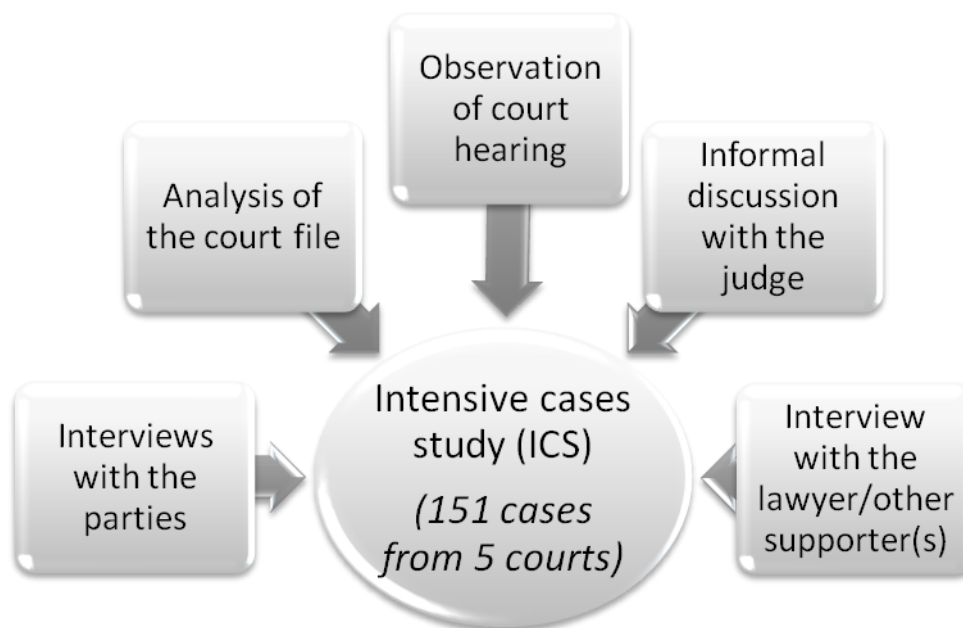 Observation
of court
hearing
Analysis of
the court file
Informal
discussion
with the
judge
Interviews
with the
parties
Intensive cases
study (ICS)
(151 cases
from 5 courts)
Interview
with the
lawyer/other
supporter(s)